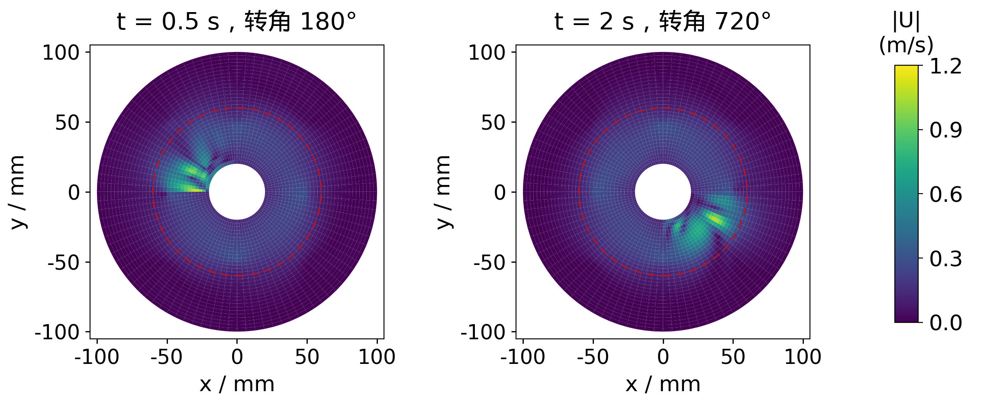 t = 0.5 s , 转角 180°
100
50
0
-50
-100
y / mm
-100 -50 0 50 100
x / mm
t = 2 s , 转角 720°
100
50
0
-50
-100
y / mm
-100 -50 0 50 100
x / mm
|U|
(m/s)
1.2
0.9
0.6
0.3
0.0